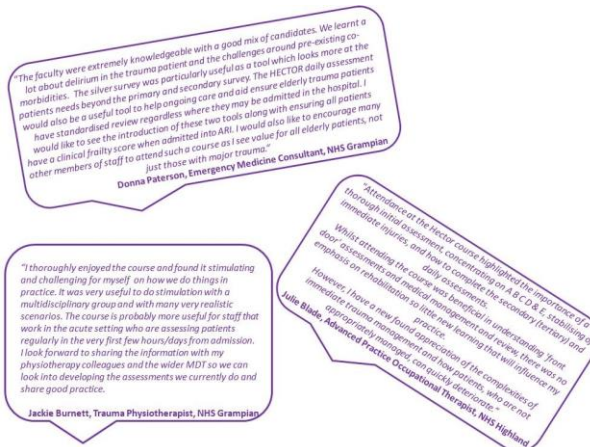 "The faculty were extremely knowledgeable with a good mix of candidates. We learnt a
lot about delirium in the trauma patient and the challenges around pre-existing co-
morbidities.  The silver survey was particularly useful as a tool which looks more at the
patients needs beyond the primary and secondary survey. The HECTOR daily assessment
would also be a useful tool to help ongoing care and aid ensure elderly trauma patients
have standardised review regardless where they may be admitted in the hospital. I
would like to see the introduction of these two tools along with ensuring all patients
have a clinical frailty score when admitted into ARI. I would also like to encourage many
other members of staff to attend such a course as I see value for all elderly patients, not
just those with major trauma."
Donna Paterson, Emergency Medicine Consultant, NHS Grampian
"Attendance at the Hector course highlighted the importance of a
thorough initial assessment, concentrating on A B C D & E, stabilising of
immediate injuries, and how to complete the secondary (tertiary) and
daily assessments.
Whilst attending the course was beneficial in understanding 'front
door' assessments and medical management and review, there was no
emphasis on rehabilitation so little new learning that will influence my
practice.
However, I have a new found appreciation of the complexities of
immediate trauma management and how patients, who are not
appropriately managed, can quickly deteriorate."
Julie Blade, Advanced Practice Occupational Therapist, NHS Highland
"I thoroughly enjoyed the course and found it stimulating
and challenging for myself  on how we do things in
practice. It was very useful to do stimulation with a
multidisciplinary group and with many very realistic
scenarios. The course is probably more useful for staff that
work in the acute setting who are assessing patients
regularly in the very first few hours/days from admission.
I look forward to sharing the information with my
physiotherapy colleagues and the wider MDT so we can
look into developing the assessments we currently do and
share good practice.
Jackie Burnett, Trauma Physiotherapist, NHS Grampian